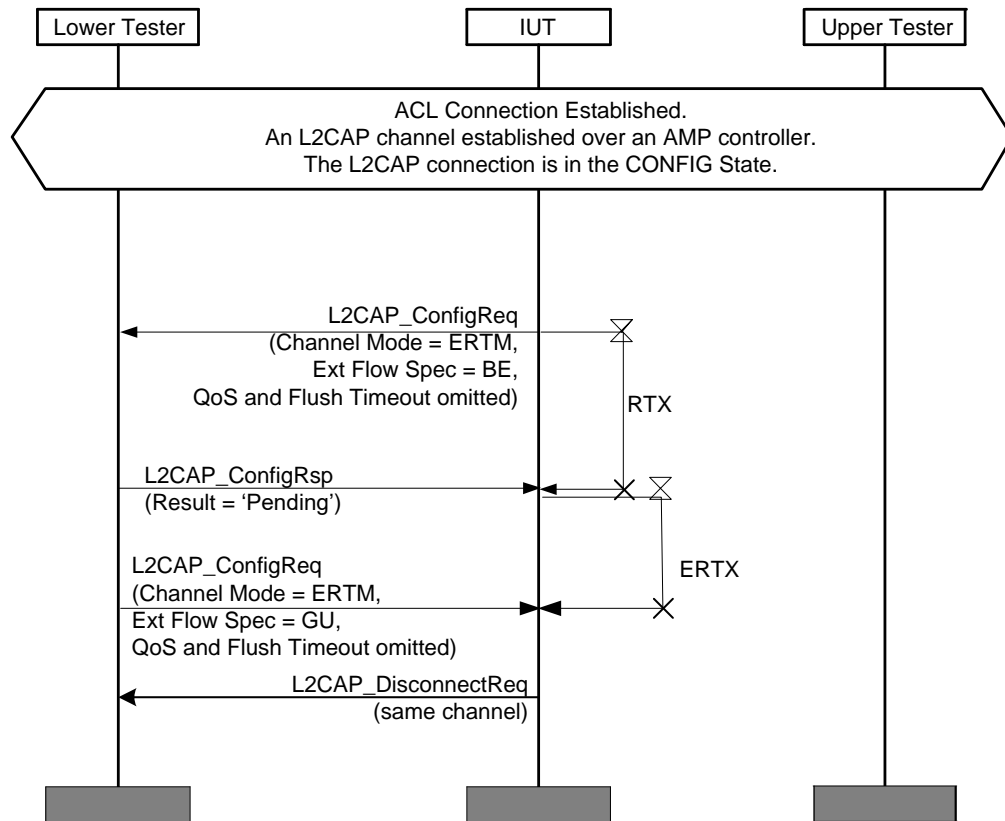 Lower Tester
IUT
Upper Tester
ACL Connection Established.
An L2CAP channel established over an AMP controller.
The L2CAP connection is in the CONFIG State.
L2CAP_ConfigReq
(Channel Mode = ERTM,
Ext Flow Spec = BE,
QoS and Flush Timeout omitted)
RTX
L2CAP_ConfigRsp
(Result = ‘Pending’)
L2CAP_ConfigReq
(Channel Mode = ERTM,
Ext Flow Spec = GU,
QoS and Flush Timeout omitted)
ERTX
L2CAP_DisconnectReq
(same channel)